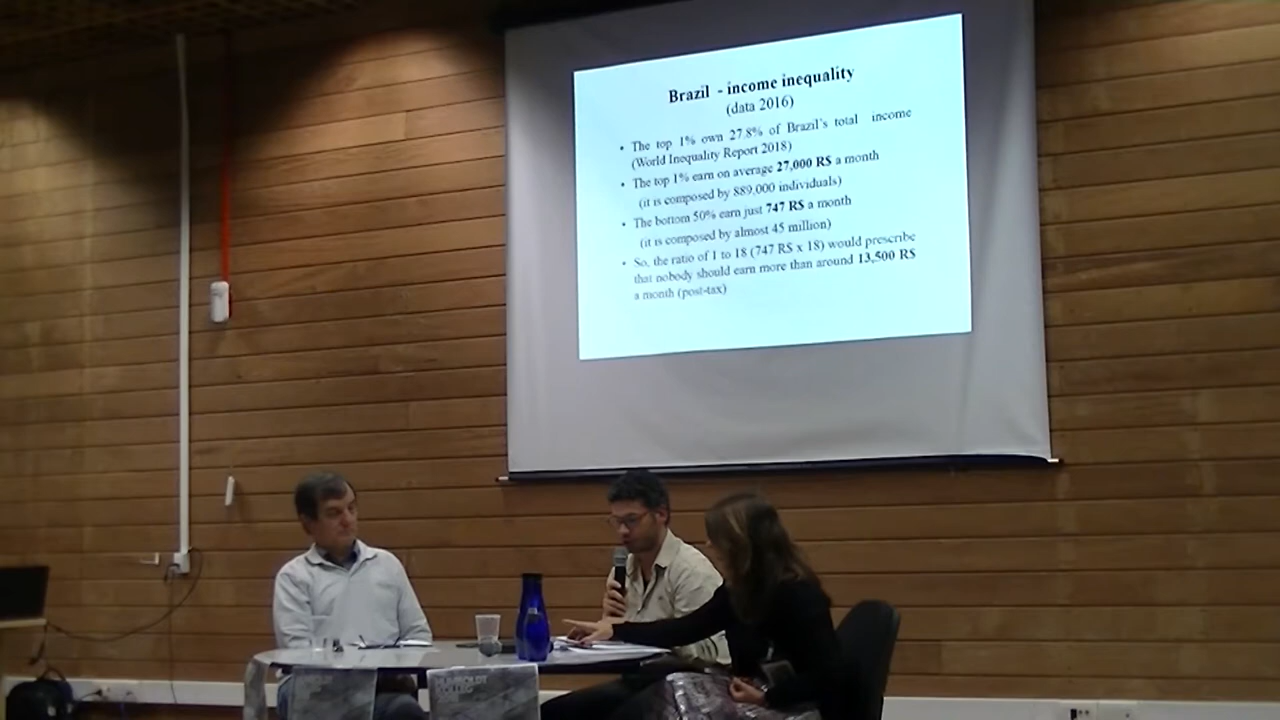 Brazil - income inequality
(data 2016)
• The top 1% own 27.8% of Brazil's total income
(World Inequality Report 2018)
• The top 1% earn on average 27,000 R$ a month
(it is composed by 889.000 individuals)
• The bottom 50% earn just 747 R$ a month
(it is composed by almost 45 million)
• So, the ratio of 1 to 18 (747 R$ x 18) would prescribe
that nobody should earn more than around 13,500 R$
a month (post-tax)
HUMBOLDT